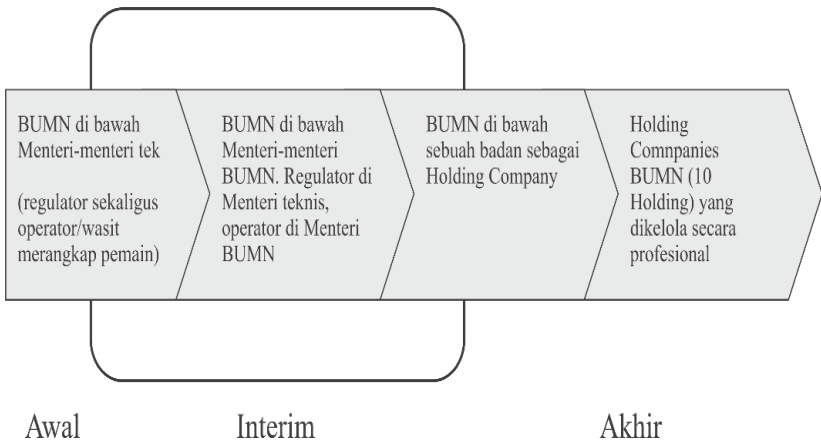 BUMN di bawah
Menteri-menteri tek
(regulator sekaligus
operator/wasit
merangkap pemain)
BUMN di bawah
Menteri-menteri
BUMN. Regulator di
Menteri teknis,
operator di Menteri
BUMN
BUMN di bawah
sebuah badan sebagai
Holding Company
Holding
Comnpanies
BUMN (10
Holding) yang
dikelola secara
profesional
Awal
Interim
Akhir